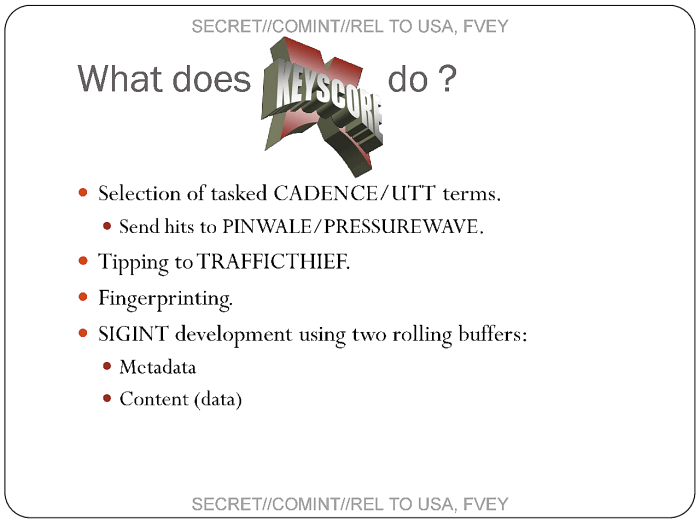 SECRET//COMINT//REL TO USA, FVEY
What does XKEYSCORE do ?
• Selection of tasked CADENCE/UTT terms.
• Send hits to PINWALE/PRESSUREWAVE.
• Tipping to TRAFFICTHIEF.
• Fingerprinting.
• SIGINT development using two rolling buffers:
• Metadata
• Content (data)
SECRET//COMINT//REL TO USA, FVEY